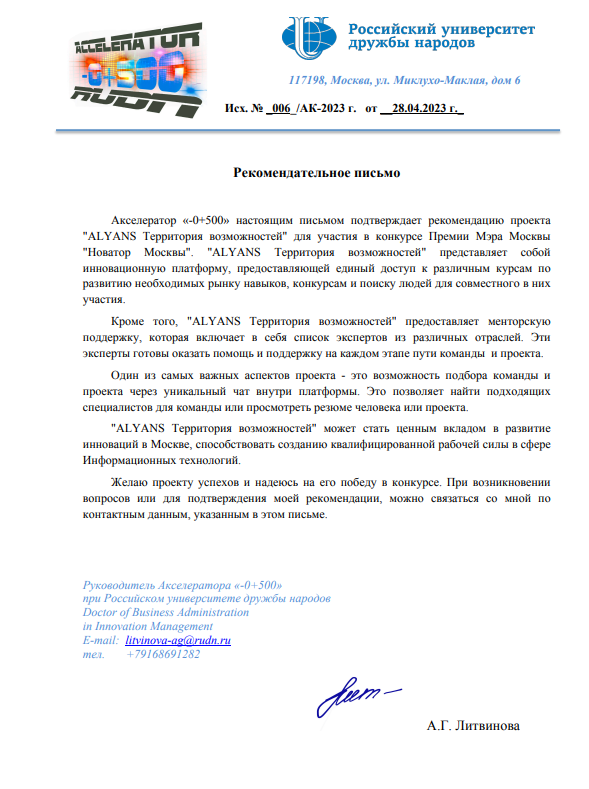 ACCELERATOR
-0+500
RUDN
Российский университет
дружбы народов
117198, Москва, ул. Миклухо-Маклая, дом 6
Исх. № _006_/АК-2023 г. от __28.04.2023 г._
Рекомендательное письмо
Акселератор «-0+500» настоящим письмом подтверждает рекомендацию проекта
"ALYANS Территория возможностей" для участия в конкурсе Премии Мэра Москвы
"Новатор Москвы". "ALYANS Территория возможностей" представляет собой
инновационную платформу, предоставляющей единый доступ к различным курсам по
развитию необходимых рынку навыков, конкурсам и поиску людей для совместного в них
участия.
Кроме того, "ALYANS Территория возможностей" предоставляет менторскую
поддержку, которая включает в себя список экспертов из различных отраслей. Эти
эксперты готовы оказать помощь и поддержку на каждом этапе пути команды и проекта.
Один из самых важных аспектов проекта - это возможность подбора команды и
проекта через уникальный чат внутри платформы. Это позволяет найти подходящих
специалистов для команды или просмотреть резюме человека или проекта.
"ALYANS Территория возможностей" может стать ценным вкладом в развитие
инноваций в Москве, способствовать созданию квалифицированной рабочей силы в сфере
Информационных технологий.
Желаю проекту успехов и надеюсь на его победу в конкурсе. При возникновении
вопросов или для подтверждения моей рекомендации, можно связаться со мной по
контактным данным, указанным в этом письме.
Руководитель Акселератора «-0+500»
при Российском университете дружбы народов
Doctor of Business Administration
in Innovation Management
E-mail: litvinova-ag@rudn.ru
тел. +79168691282
А.Г. Литвинова